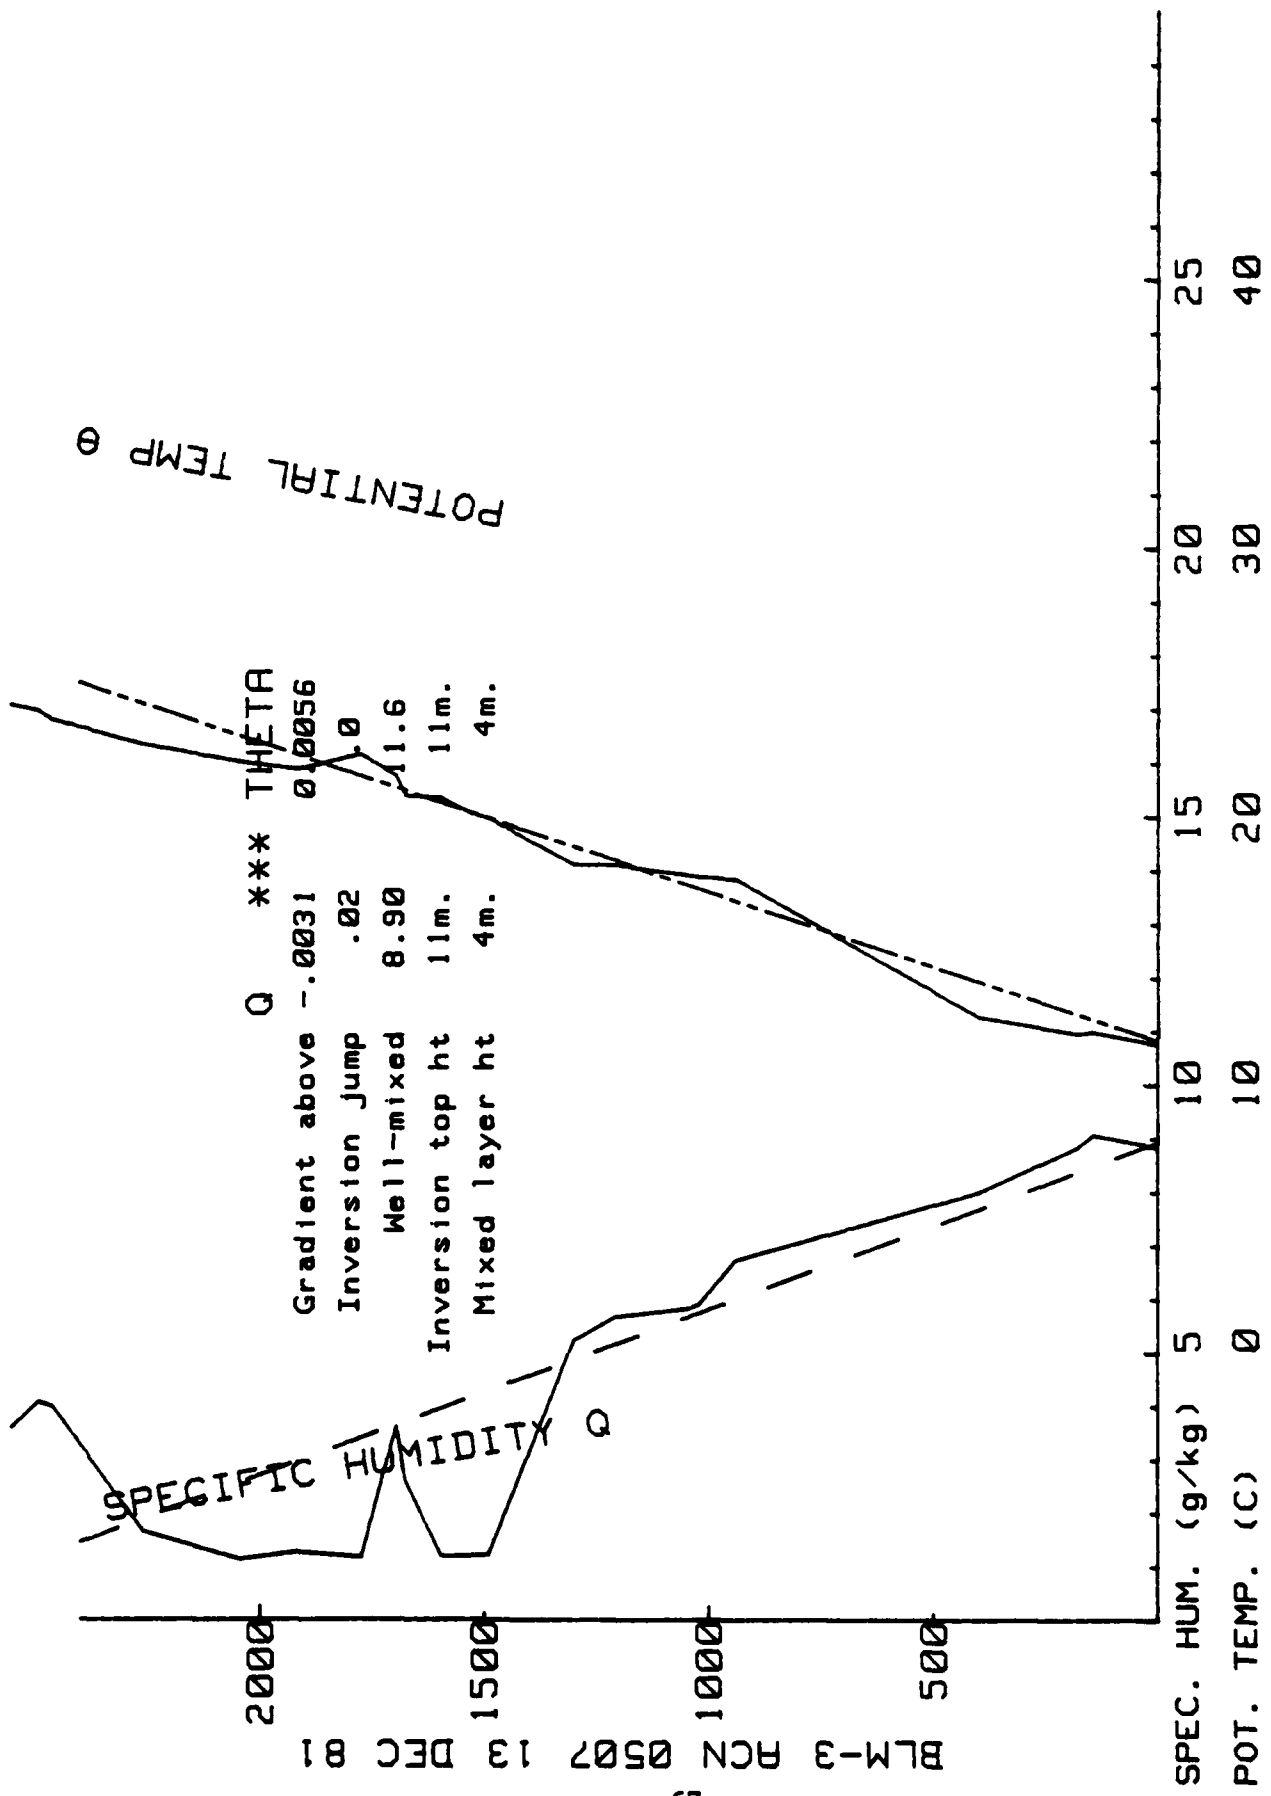 POTENTIAL TEMP θ
Q *** THETA
Gradient above -.0031 0.0056
Inversion jump .02 .0
Well-mixed 8.90 11.6
Inversion top ht 11m. 11m.
Mixed layer ht 4m. 4m.
SPECIFIC HUMIDITY Q
2000
1500
1000
500
BLM-3 ACN 0507 13 DEC 81
SPEC. HUM. (g/kg) 5 10 15 20 25
POT. TEMP. (C) 0 10 20 30 40